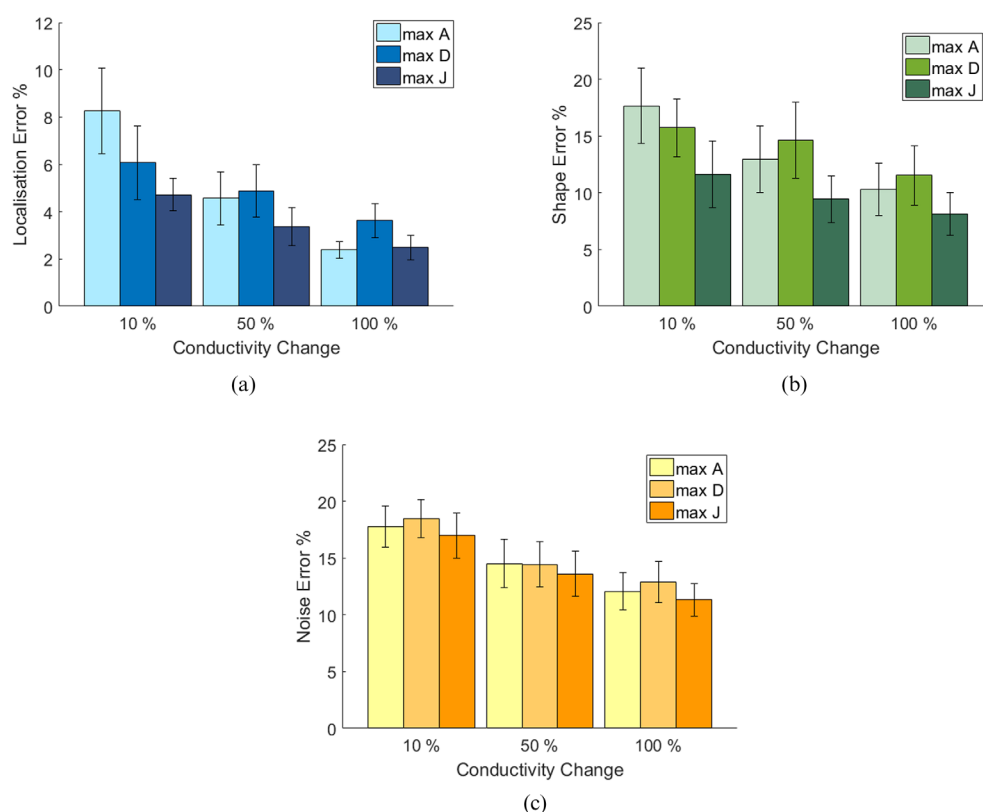 12
10
8
6
4
2
0
Localisation Error %
max A
max D
max J
10 %
50 %
100 %
Conductivity Change
(a)
25
20
15
10
5
0
Shape Error %
max A
max D
max J
10 %
50 %
100 %
Conductivity Change
(b)
25
20
15
10
5
0
Noise Error %
max A
max D
max J
10 %
50 %
100 %
Conductivity Change
(c)